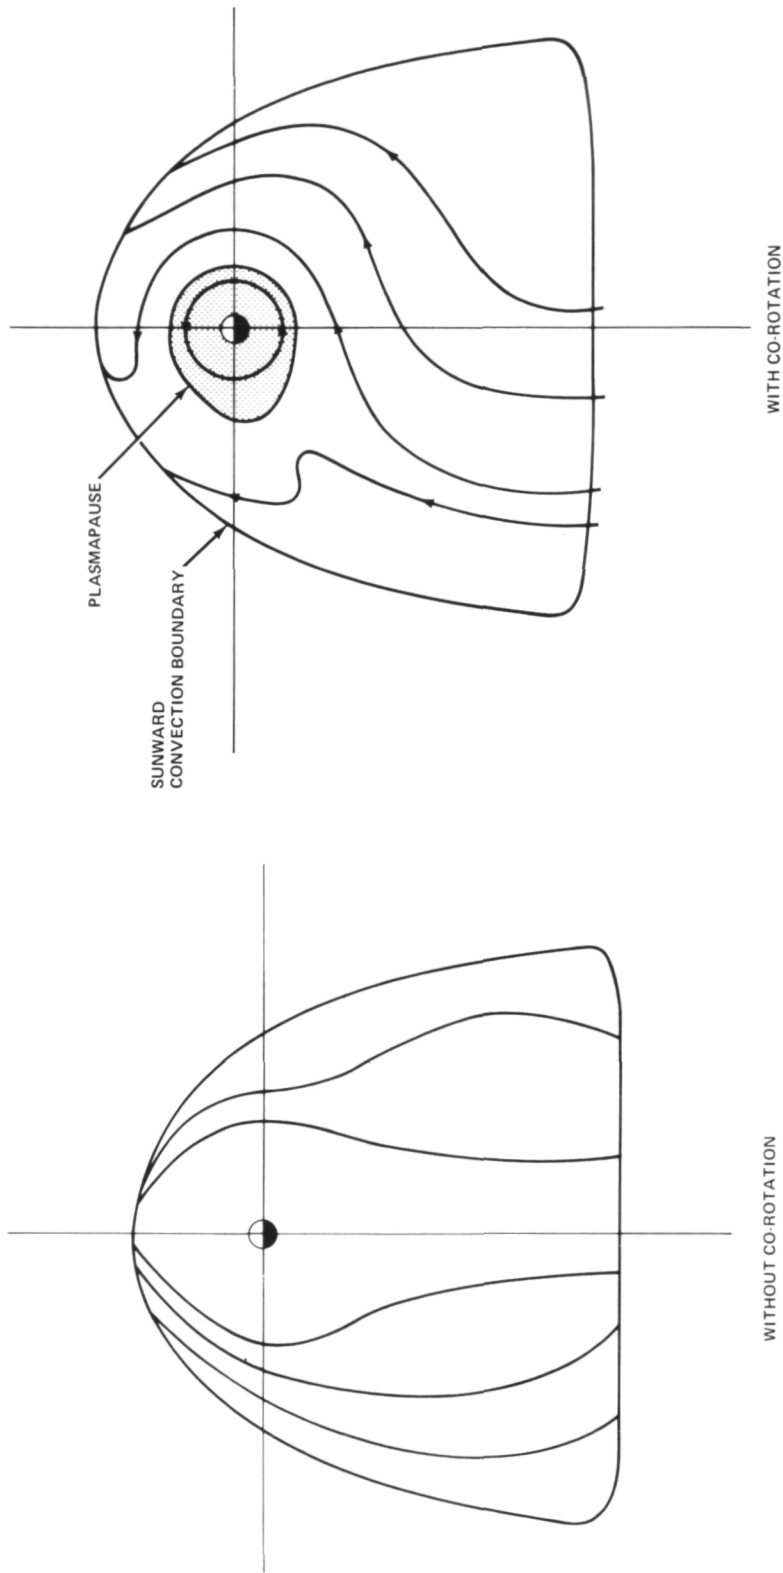 PLASMAPAUSE
SUNWARD
CONVECTION BOUNDARY
WITH CO-ROTATION
WITHOUT CO-ROTATION